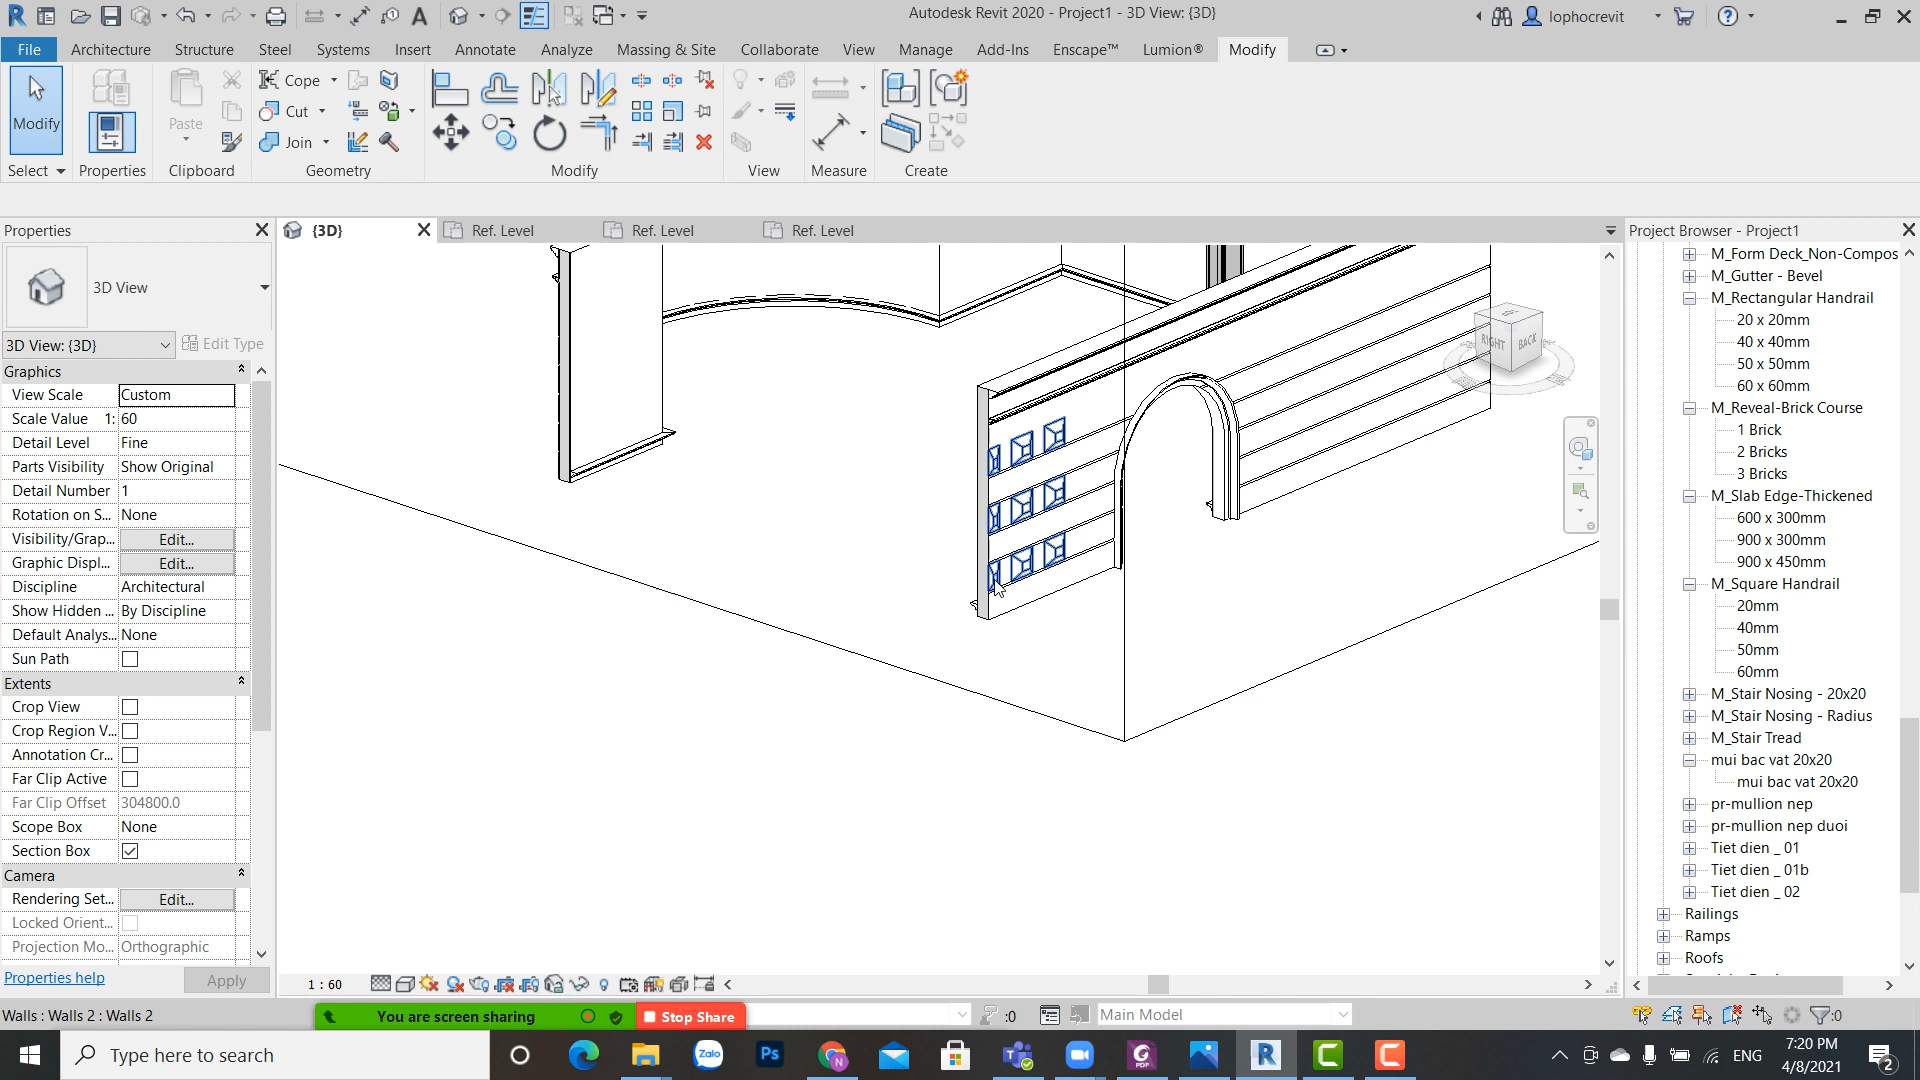 Autodesk Revit 2020 - Project1 - 3D View: {3D}
lophocrevit
File Architecture Structure Steel Systems Insert Annotate Analyze Massing & Site Collaborate View Manage Add-Ins Enscape™ Lumion® Modify
Modify
Paste
Cope
Cut
Join
Select Properties Clipboard Geometry Modify View Measure Create
Properties
{3D}
Ref. Level
Ref. Level
Ref. Level
Project Browser - Project1
3D View
3D View: {3D}
Edit Type
Graphics
View Scale Custom
Scale Value 1: 60
Detail Level Fine
Parts Visibility Show Original
Detail Number 1
Rotation on S... None
Visibility/Grap... Edit...
Graphic Displ... Edit...
Discipline Architectural
Show Hidden ... By Discipline
Default Analys... None
Sun Path
Extents
Crop View
Crop Region V...
Annotation Cr...
Far Clip Active
Far Clip Offset 304800.0
Scope Box None
Section Box
Camera
Rendering Set... Edit...
Locked Orient...
Projection Mo... Orthographic
Properties help
Apply
RIGHT BACK
M_Form Deck_Non-Compos
M_Gutter - Bevel
M_Rectangular Handrail
20 x 20mm
40 x 40mm
50 x 50mm
60 x 60mm
M_Reveal-Brick Course
1 Brick
2 Bricks
3 Bricks
M_Slab Edge-Thickened
600 x 300mm
900 x 300mm
900 x 450mm
M_Square Handrail
20mm
40mm
50mm
60mm
M_Stair Nosing - 20x20
M_Stair Nosing - Radius
M_Stair Tread
mui bac vat 20x20
mui bac vat 20x20
pr-mullion nep
pr-mullion nep duoi
Tiet dien _ 01
Tiet dien _ 01b
Tiet dien _ 02
Railings
Ramps
Roofs
1 : 60
Walls : Walls 2 : Walls 2
You are screen sharing
Stop Share
:0
Main Model
:0
Type here to search
Zalo
Ps
N
PDF
R
C
C
ENG
7:20 PM
4/8/2021
2